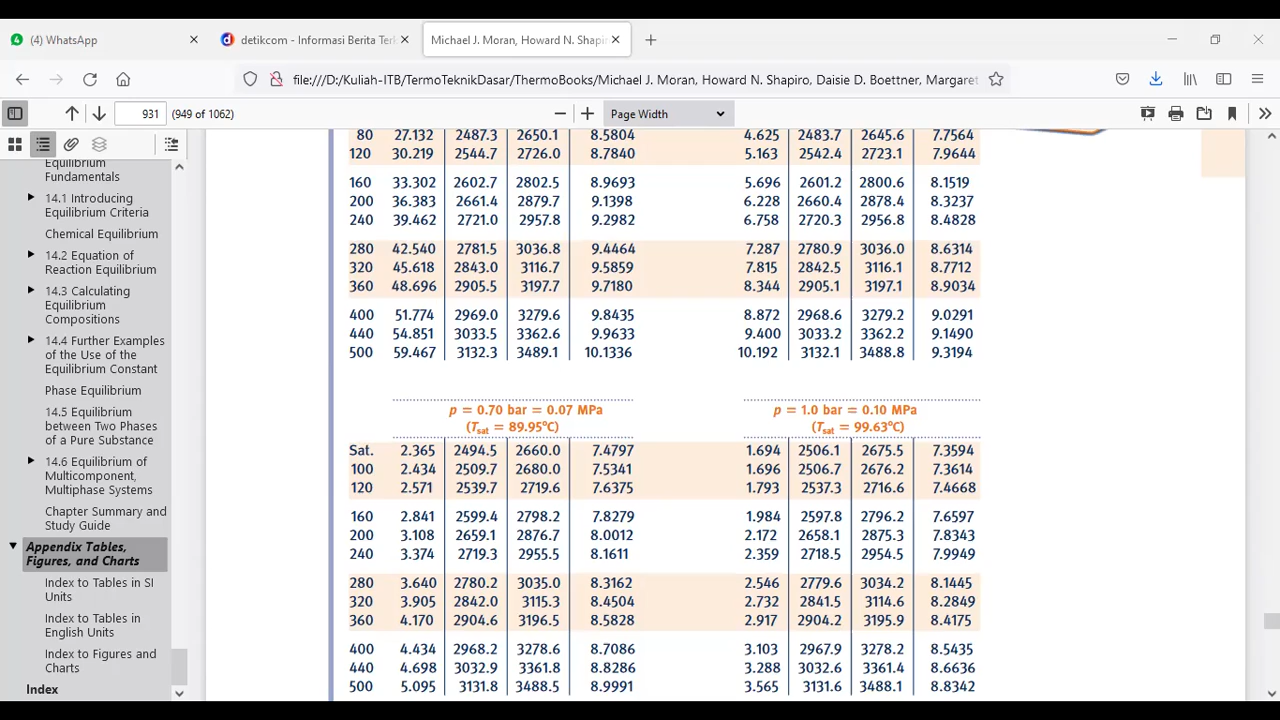 (4) WhatsApp
detikcom - Informasi Berita Terl
Michael J. Moran, Howard N. Shapir
file:///D:/Kuliah-ITB/TermoTeknikDasar/ThermoBooks/Michael J. Moran, Howard N. Shapiro, Daisie D. Boettner, Margaret
931 (949 of 1062) Page Width
Equilibrium
Fundamentals
14.1 Introducing
Equilibrium Criteria
Chemical Equilibrium
14.2 Equation of
Reaction Equilibrium
14.3 Calculating
Equilibrium
Compositions
14.4 Further Examples
of the Use of the
Equilibrium Constant
Phase Equilibrium
14.5 Equilibrium
between Two Phases
of a Pure Substance
14.6 Equilibrium of
Multicomponent,
Multiphase Systems
Chapter Summary and
Study Guide
Appendix Tables,
Figures, and Charts
Index to Tables in SI
Units
Index to Tables in
English Units
Index to Figures and
Charts
Index
80 27.132 2487.3 2650.1 8.5804 4.625 2483.7 2645.6 7.7564
120 30.219 2544.7 2726.0 8.7840 5.163 2542.4 2723.1 7.9644
160 33.302 2602.7 2802.5 8.9693 5.696 2601.2 2800.6 8.1519
200 36.383 2661.4 2879.7 9.1398 6.228 2660.4 2878.4 8.3237
240 39.462 2721.0 2957.8 9.2982 6.758 2720.3 2956.8 8.4828
280 42.540 2781.5 3036.8 9.4464 7.287 2780.9 3036.0 8.6314
320 45.618 2843.0 3116.7 9.5859 7.815 2842.5 3116.1 8.7712
360 48.696 2905.5 3197.7 9.7180 8.344 2905.1 3197.1 8.9034
400 51.774 2969.0 3279.6 9.8435 8.872 2968.6 3279.2 9.0291
440 54.851 3033.5 3362.6 9.9633 9.400 3033.2 3362.2 9.1490
500 59.467 3132.3 3489.1 10.1336 10.192 3132.1 3488.8 9.3194
p = 0.70 bar = 0.07 MPa p = 1.0 bar = 0.10 MPa
(Tsat = 89.95°C) (Tsat = 99.63°C)
Sat. 2.365 2494.5 2660.0 7.4797 1.694 2506.1 2675.5 7.3594
100 2.434 2509.7 2680.0 7.5341 1.696 2506.7 2676.2 7.3614
120 2.571 2539.7 2719.6 7.6375 1.793 2537.3 2716.6 7.4668
160 2.841 2599.4 2798.2 7.8279 1.984 2597.8 2796.2 7.6597
200 3.108 2659.1 2876.7 8.0012 2.172 2658.1 2875.3 7.8343
240 3.374 2719.3 2955.5 8.1611 2.359 2718.5 2954.5 7.9949
280 3.640 2780.2 3035.0 8.3162 2.546 2779.6 3034.2 8.1445
320 3.905 2842.0 3115.3 8.4504 2.732 2841.5 3114.6 8.2849
360 4.170 2904.6 3196.5 8.5828 2.917 2904.2 3195.9 8.4175
400 4.434 2968.2 3278.6 8.7086 3.103 2967.9 3278.2 8.5435
440 4.698 3032.9 3361.8 8.8286 3.288 3032.6 3361.4 8.6636
500 5.095 3131.8 3488.5 8.9991 3.565 3131.6 3488.1 8.8342